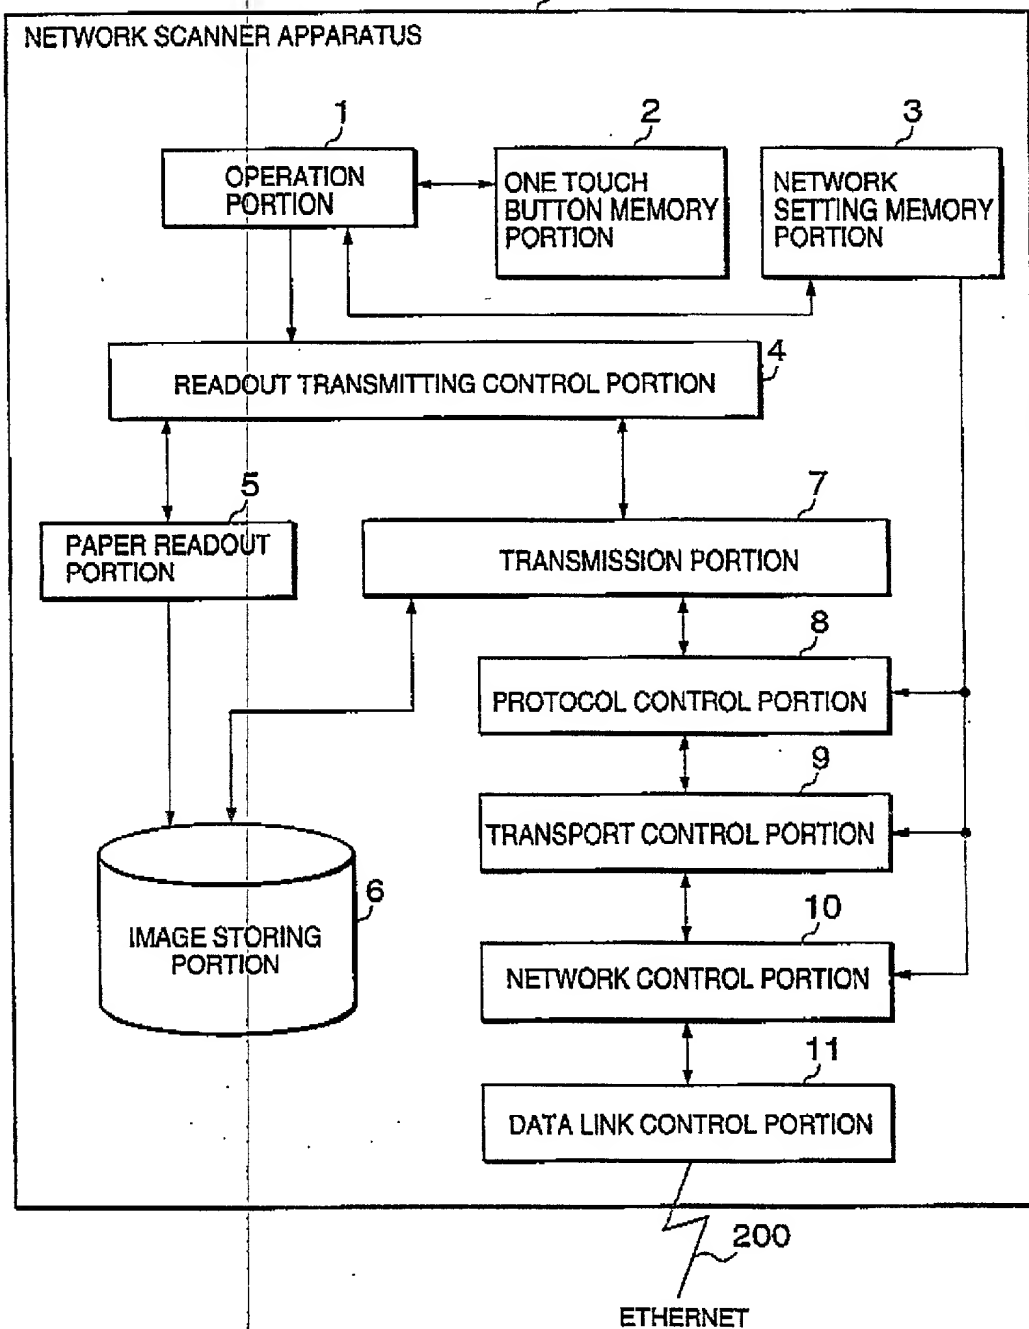 NETWORK SCANNER APPARATUS
1
2
3
OPERATION
PORTION
ONE TOUCH
BUTTON MEMORY
PORTION
NETWORK
SETTING MEMORY
PORTION
4
READOUT TRANSMITTING CONTROL PORTION
5
7
PAPER READOUT
PORTION
TRANSMISSION PORTION
8
PROTOCOL CONTROL PORTION
9
TRANSPORT CONTROL PORTION
6
IMAGE STORING
PORTION
10
NETWORK CONTROL PORTION
11
DATA LINK CONTROL PORTION
200
ETHERNET